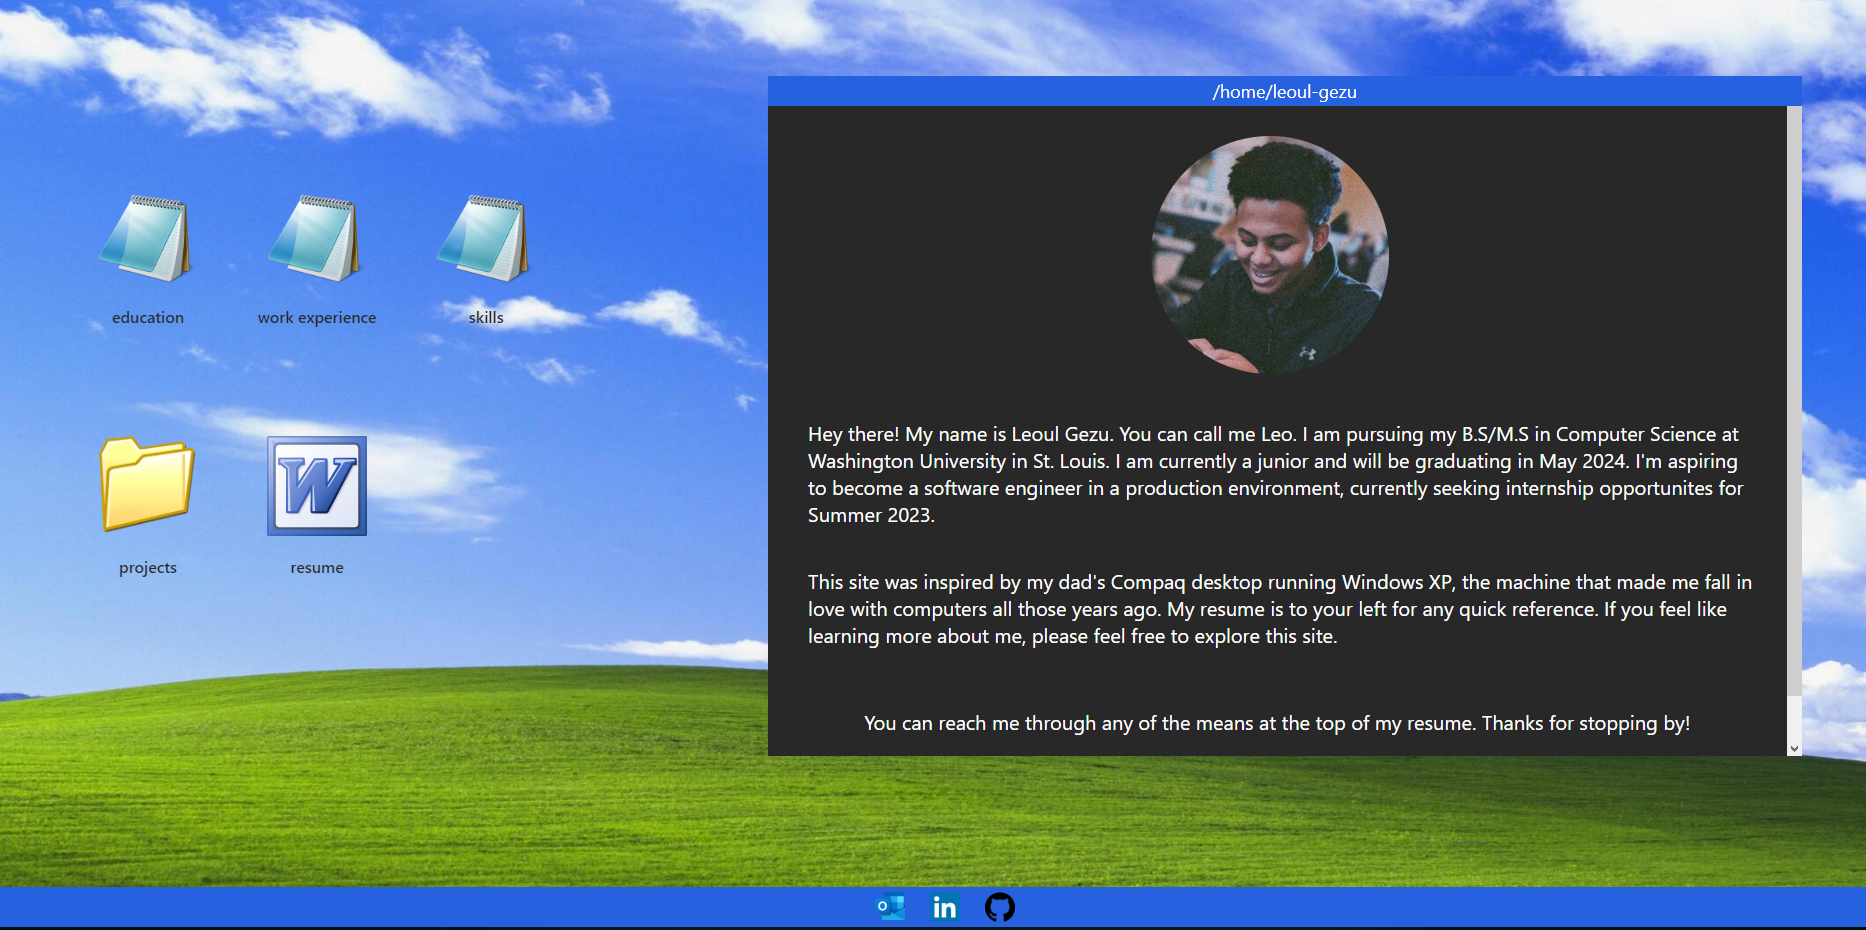 /home/leoul-gezu
education
work experience
skills
projects
W
resume
Hey there! My name is Leoul Gezu. You can call me Leo. I am pursuing my B.S/M.S in Computer Science at
Washington University in St. Louis. I am currently a junior and will be graduating in May 2024. I'm aspiring
to become a software engineer in a production environment, currently seeking internship opportunites for
Summer 2023.
This site was inspired by my dad's Compaq desktop running Windows XP, the machine that made me fall in
love with computers all those years ago. My resume is to your left for any quick reference. If you feel like
learning more about me, please feel free to explore this site.
You can reach me through any of the means at the top of my resume. Thanks for stopping by!
O
in